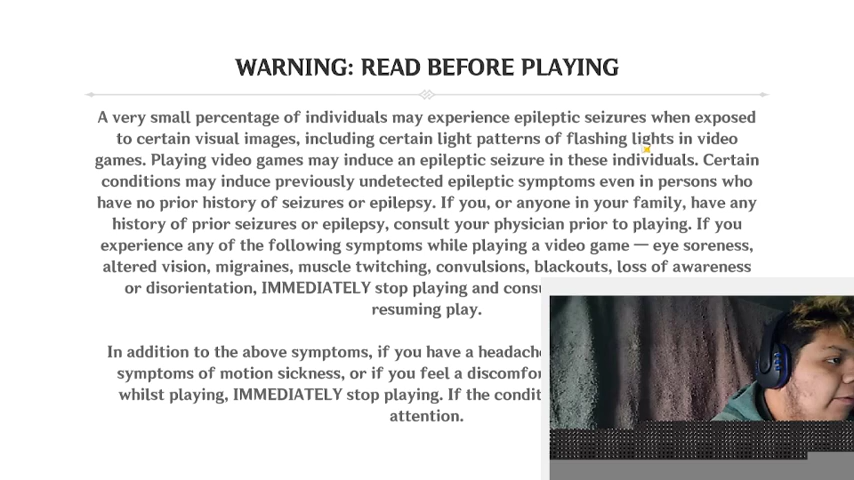 WARNING: READ BEFORE PLAYING
A very small percentage of individuals may experience epileptic seizures when exposed
to certain visual images, including certain light patterns of flashing lights in video
games. Playing video games may induce an epileptic seizure in these individuals. Certain
conditions may induce previously undetected epileptic symptoms even in persons who
have no prior history of seizures or epilepsy. If you, or anyone in your family, have any
history of prior seizures or epilepsy, consult your physician prior to playing. If you
experience any of the following symptoms while playing a video game — eye soreness,
altered vision, migraines, muscle twitching, convulsions, blackouts, loss of awareness
or disorientation, IMMEDIATELY stop playing and
resuming play.
In addition to the above symptoms, if you have a
symptoms of motion sickness, or if you feel a
whilst playing, IMMEDIATELY stop playing. If the
attention.